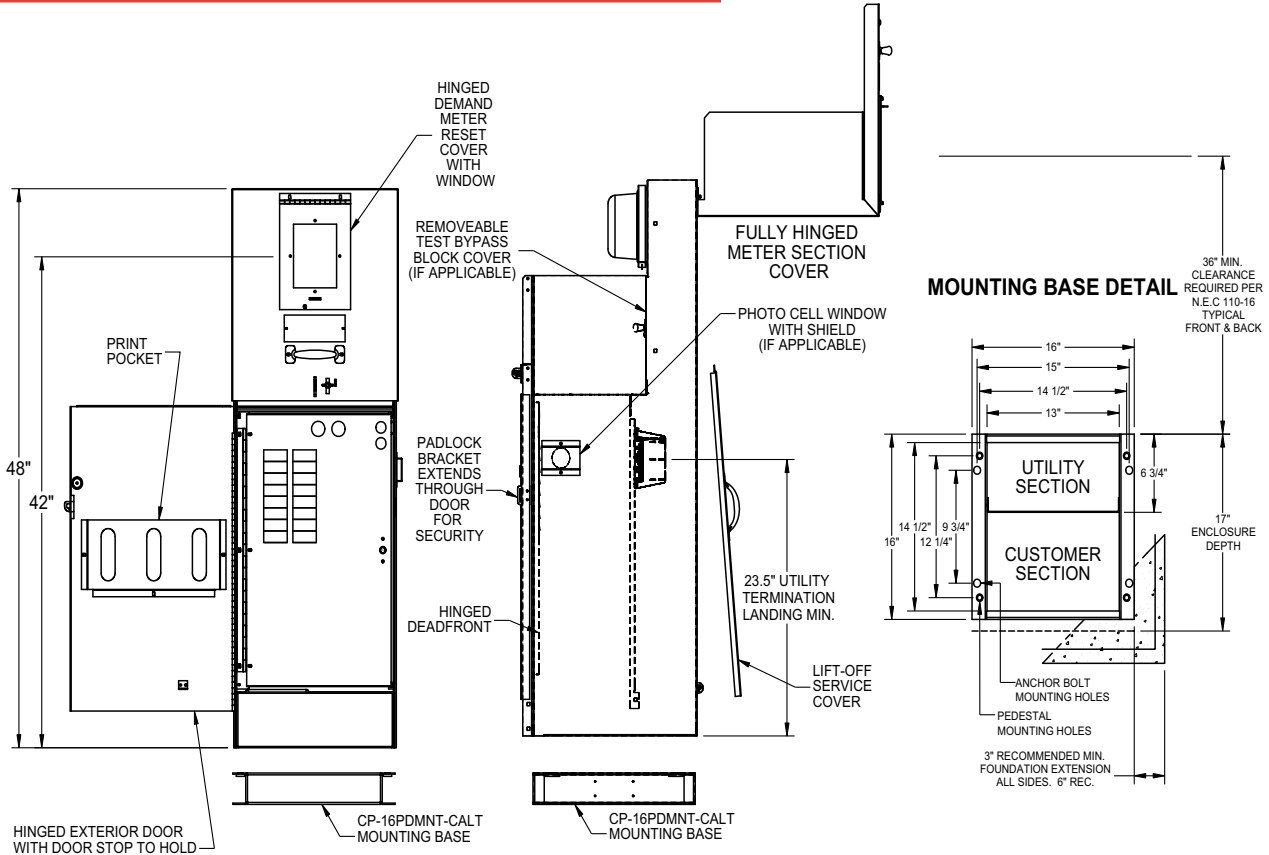 HINGED
DEMAND
METER
RESET
COVER
WITH
WINDOW
REMOVEABLE
TEST BYPASS
BLOCK COVER
(IF APPLICABLE)
FULLY HINGED
METER SECTION
COVER
PHOTO CELL WINDOW
WITH SHIELD
(IF APPLICABLE)
PRINT
POCKET
48"
42"
PADLOCK
BRACKET
EXTENDS
THROUGH
DOOR
FOR
SECURITY
HINGED
DEADFRONT
23.5" UTILITY
TERMINATION
LANDING MIN.
LIFT-OFF
SERVICE
COVER
HINGED EXTERIOR DOOR
WITH DOOR STOP TO HOLD
CP-16PDMNT-CALT
MOUNTING BASE
CP-16PDMNT-CALT
MOUNTING BASE
MOUNTING BASE DETAIL
36" MIN.
CLEARANCE
REQUIRED PER
N.E.C 110-16
TYPICAL
FRONT & BACK
16"
15"
14 1/2"
13"
UTILITY
SECTION
6 3/4"
CUSTOMER
SECTION
16"
14 1/2"
12 1/4"
9 3/4"
17"
ENCLOSURE
DEPTH
ANCHOR BOLT
MOUNTING HOLES
PEDESTAL
MOUNTING HOLES
3" RECOMMENDED MIN.
FOUNDATION EXTENSION
ALL SIDES. 6" REC.